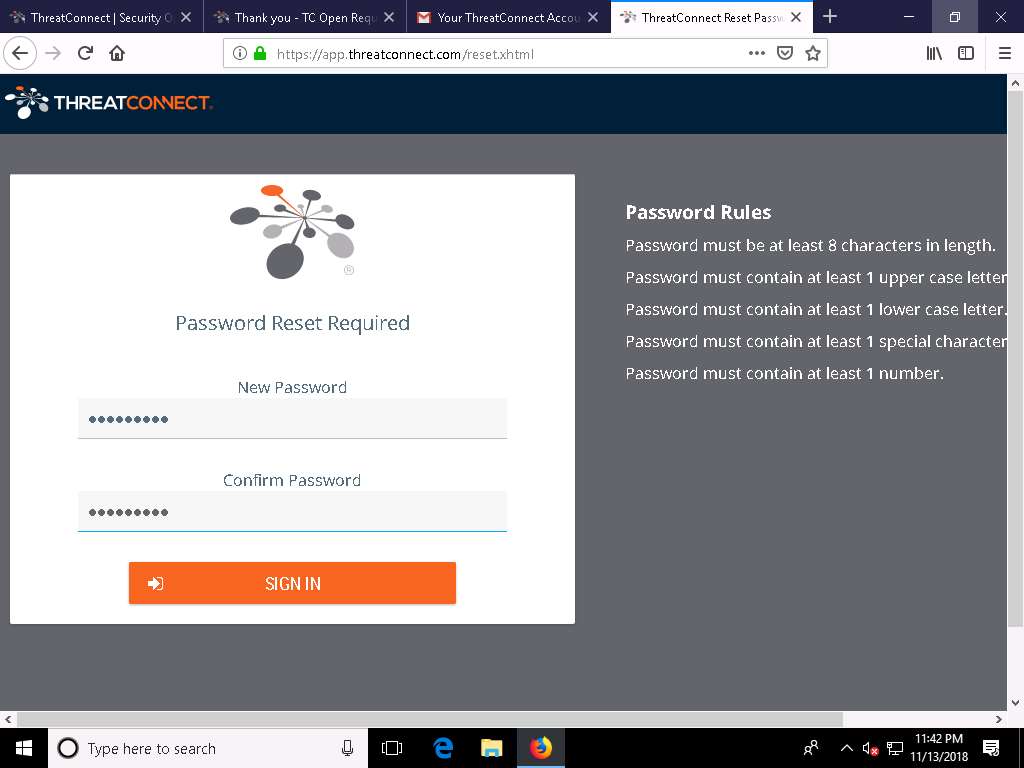 ThreatConnect | Security O
Thank you - TC Open Requ
Your ThreatConnect Accou
ThreatConnect Reset Passw
https://app.threatconnect.com/reset.xhtml
THREATCONNECT
Password Reset Required
New Password
•••••••••
Confirm Password
•••••••••
SIGN IN
Password Rules
Password must be at least 8 characters in length.
Password must contain at least 1 upper case letter
Password must contain at least 1 lower case letter.
Password must contain at least 1 special character
Password must contain at least 1 number.
Type here to search
11:42 PM
11/13/2018